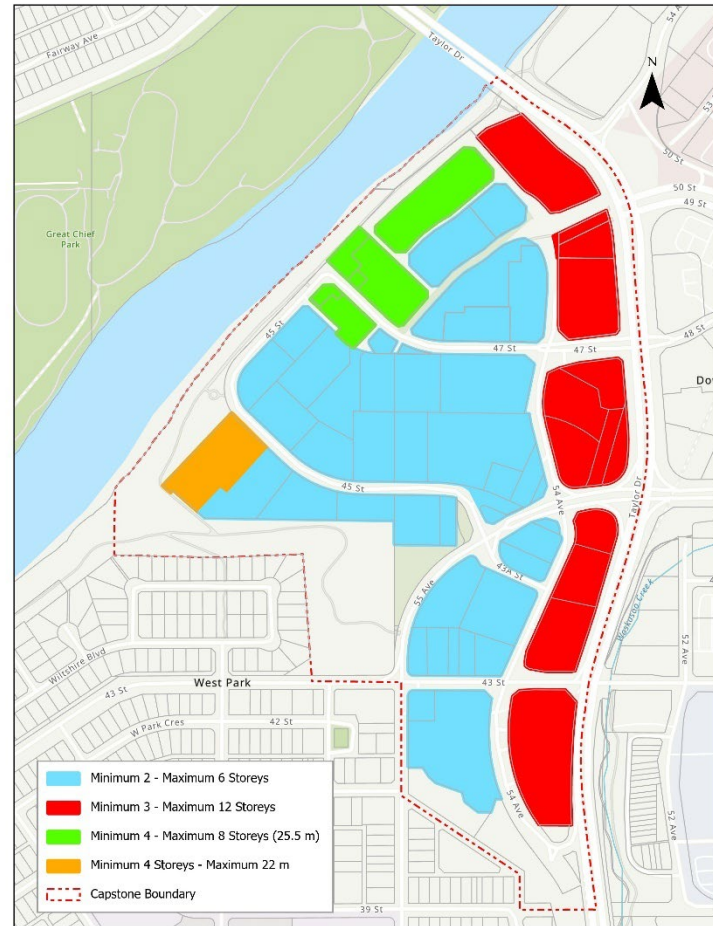 Fairway Ave
Taylor Dr
54 A
N
53
50 St
50 St
49 St
Great Chief
Park
45 St
47 St
47 St
48 St
Do
45 St
54 Ave
Taylor Dr
43A St
55 Ave
Waskasoo Creek
52 Ave
Wiltshire Blvd
43 St
West Park
43 St
W Park Cres
42 St
54 Ave
52 Ave
39 St
Minimum 2 - Maximum 6 Storeys
Minimum 3 - Maximum 12 Storeys
Minimum 4 - Maximum 8 Storeys (25.5 m)
Minimum 4 Storeys - Maximum 22 m
Capstone Boundary